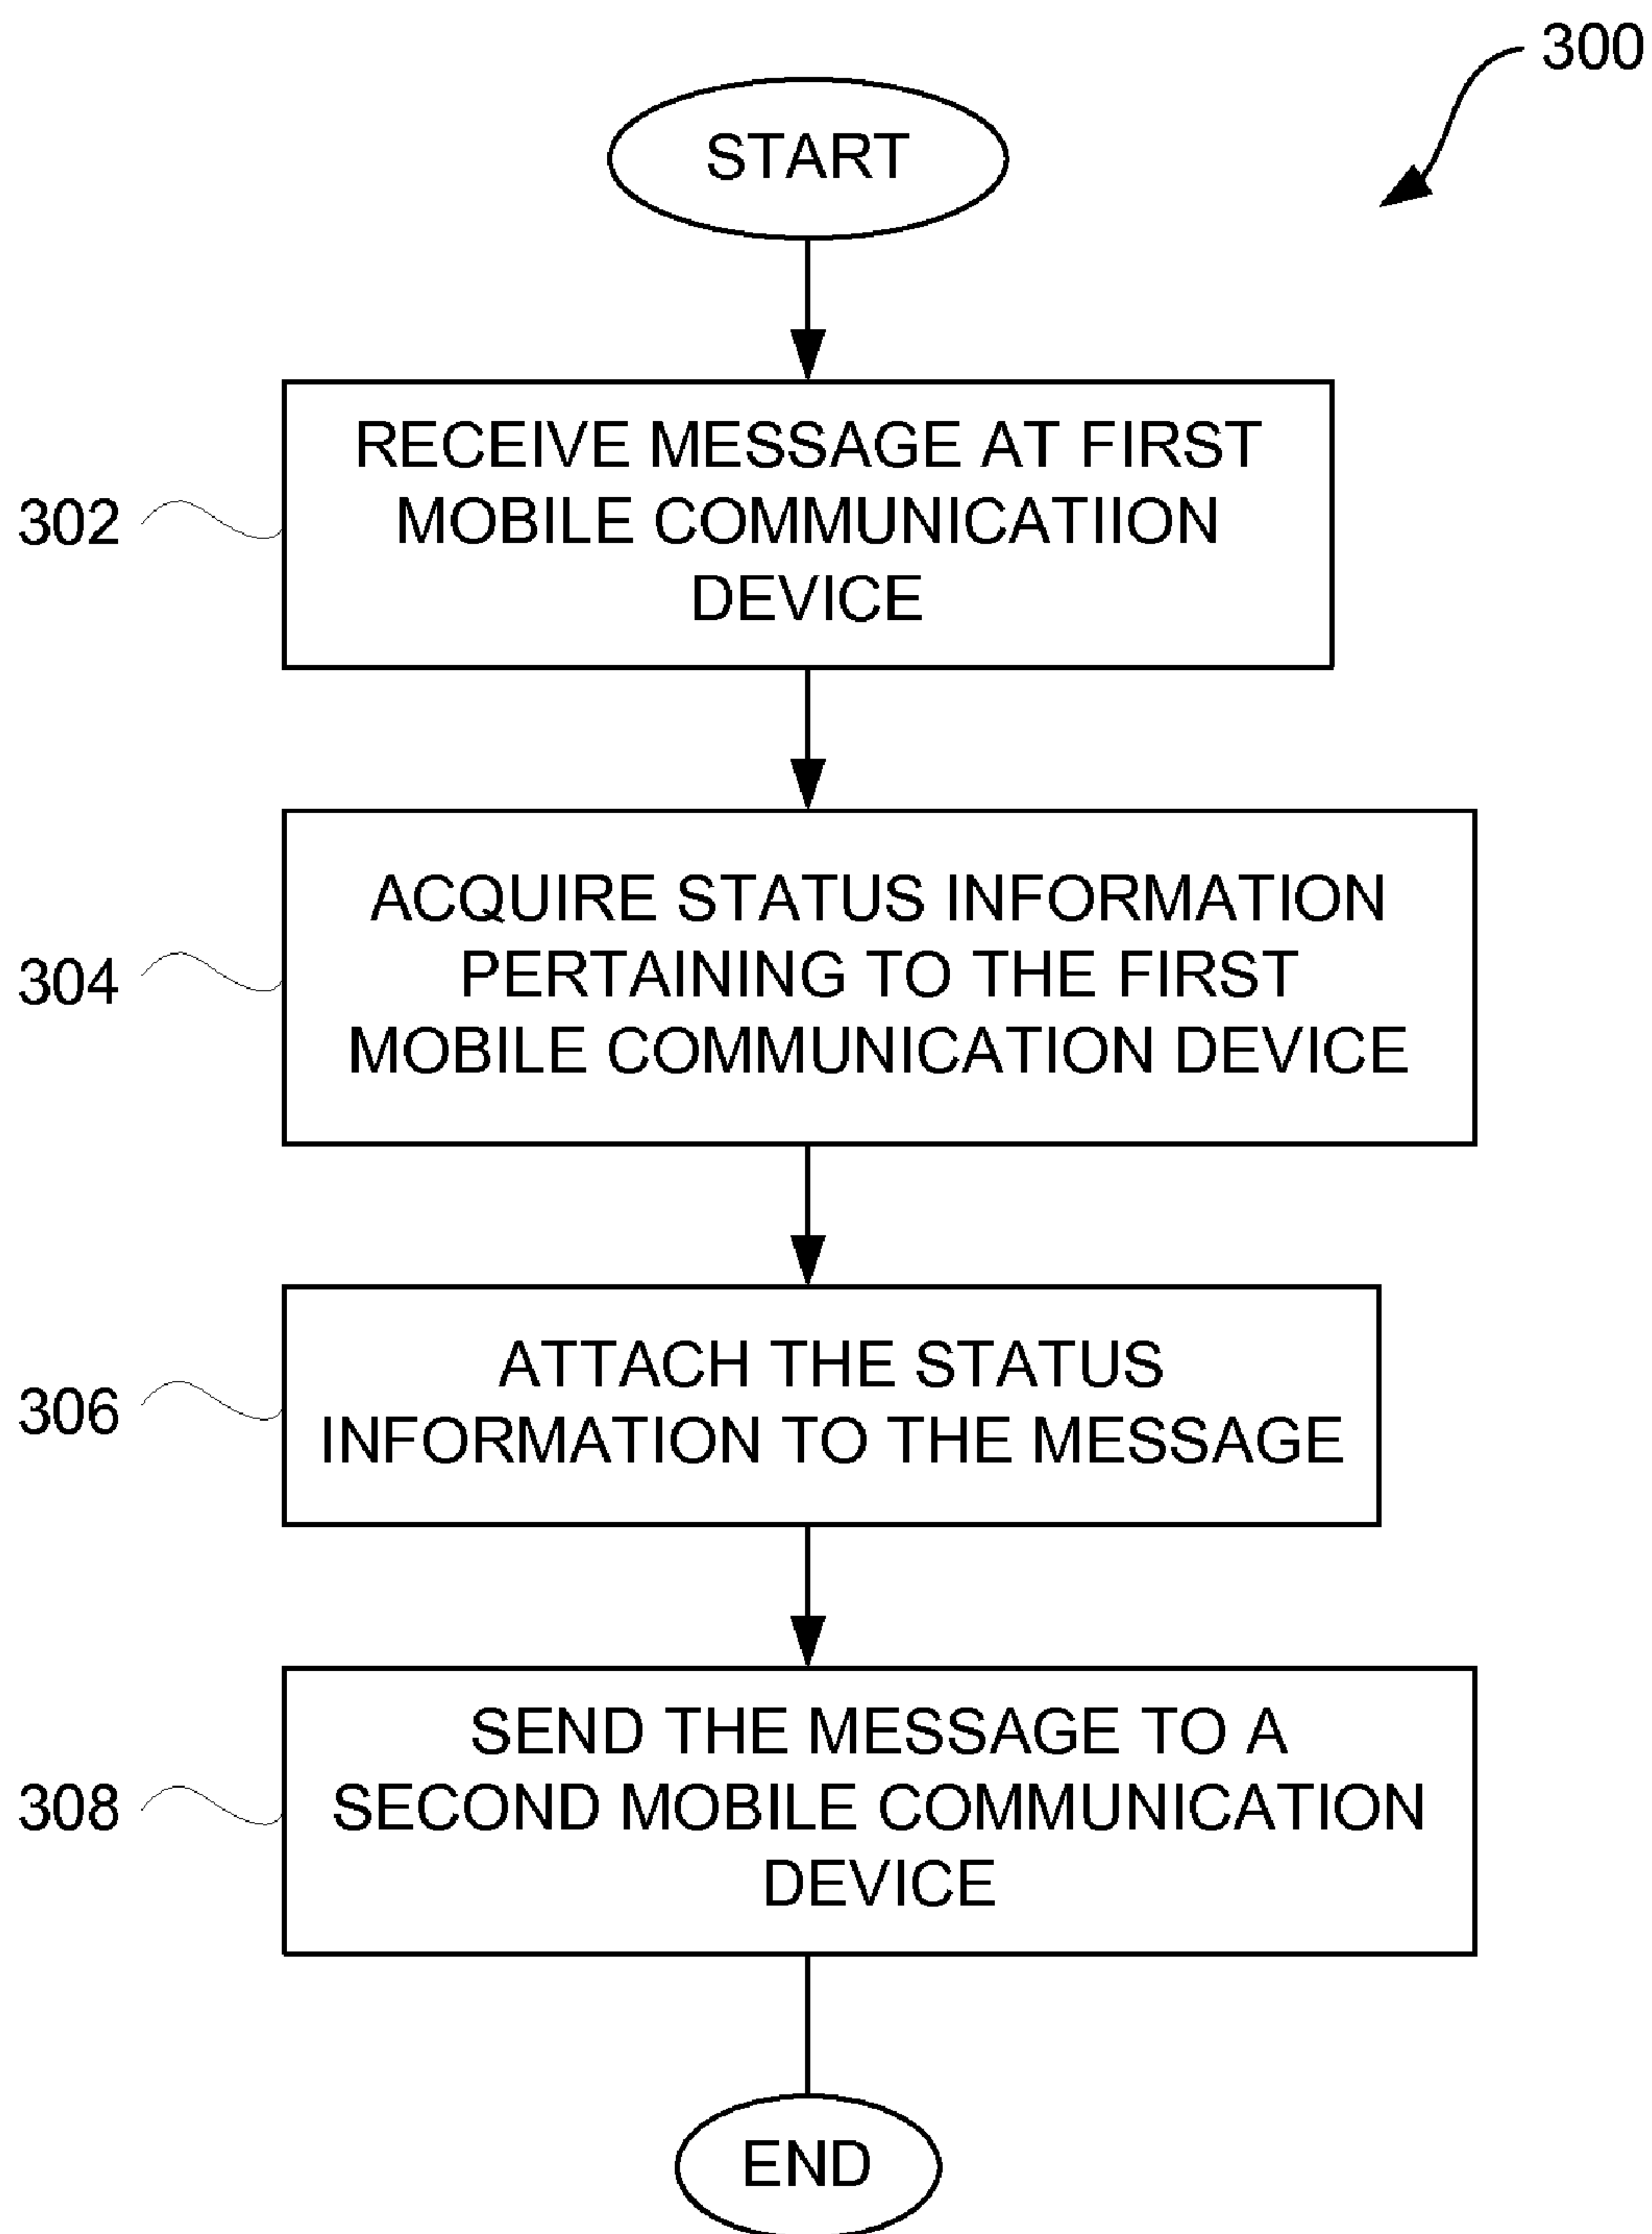 300
START
RECEIVE MESSAGE AT FIRST
MOBILE COMMUNICATIION
DEVICE
302
ACQUIRE STATUS INFORMATION
PERTAINING TO THE FIRST
MOBILE COMMUNICATION DEVICE
304
ATTACH THE STATUS
INFORMATION TO THE MESSAGE
306
SEND THE MESSAGE TO A
SECOND MOBILE COMMUNICATION
DEVICE
308
END